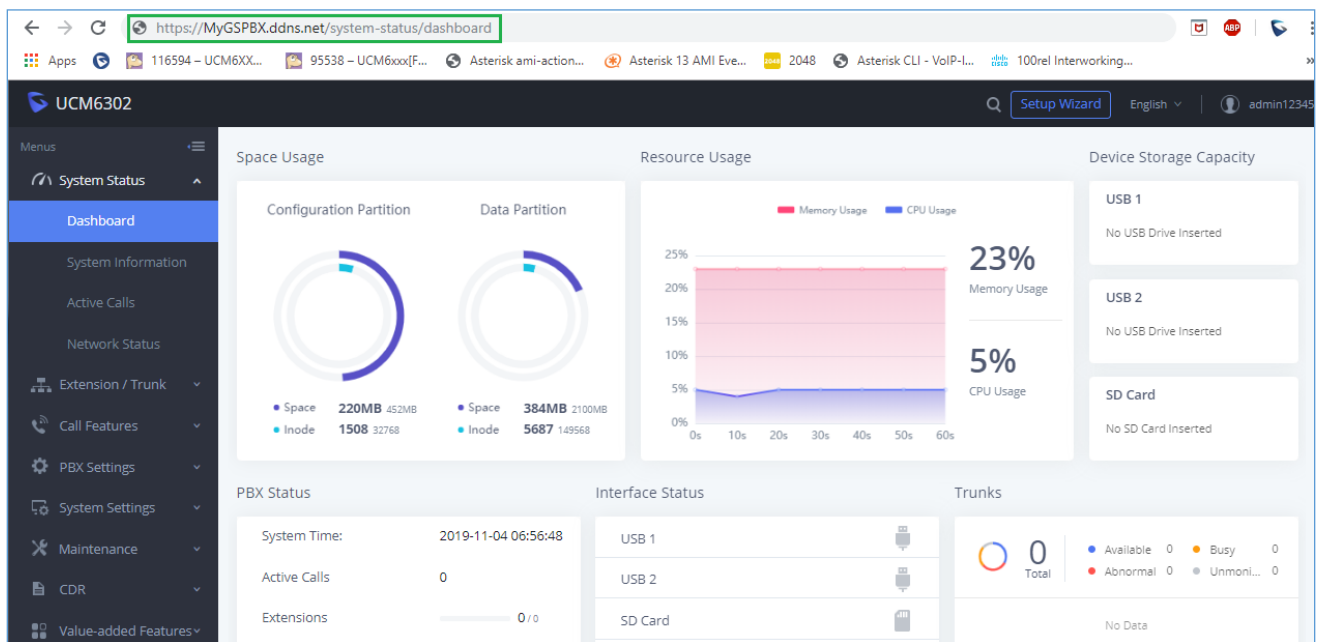 https://MyGSPBX.ddns.net/system-status/dashboard
ABP
Apps 116594 – UCM6XX... 95538 – UCM6xxx[F... Asterisk ami-action... Asterisk 13 AMI Eve... 2048 2048 Asterisk CLI - VoIP-I... cisco 100rel Interworking... »
UCM6302
Setup Wizard English admin12345
Menus
System Status
Dashboard
System Information
Active Calls
Network Status
Extension / Trunk
Call Features
PBX Settings
System Settings
Maintenance
CDR
Value-added Features
Space Usage
Configuration Partition Data Partition
Space 220MB 452MB
Inode 1508 32768
Space 384MB 2100MB
Inode 5687 149568
Resource Usage
Memory Usage CPU Usage
25%
20%
15%
10%
5%
0%
0s 10s 20s 30s 40s 50s 60s
23%
Memory Usage
5%
CPU Usage
Device Storage Capacity
USB 1
No USB Drive Inserted
USB 2
No USB Drive Inserted
SD Card
No SD Card Inserted
PBX Status
System Time: 2019-11-04 06:56:48
Active Calls 0
Extensions 0 / 0
Interface Status
USB 1
USB 2
SD Card
Trunks
0
Total
Available 0 Busy 0
Abnormal 0 Unmoni... 0
No Data